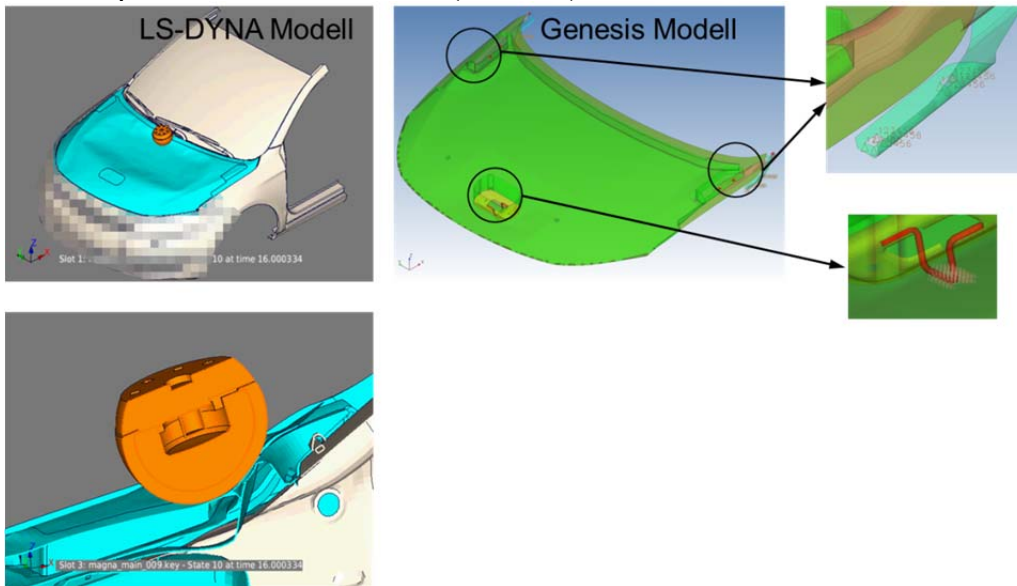 LS-DYNA Modell
Genesis Modell
Slot 1:
10 at time 16.000334
Slot 3: magna_main_009.key - State 10 at time 16.000334